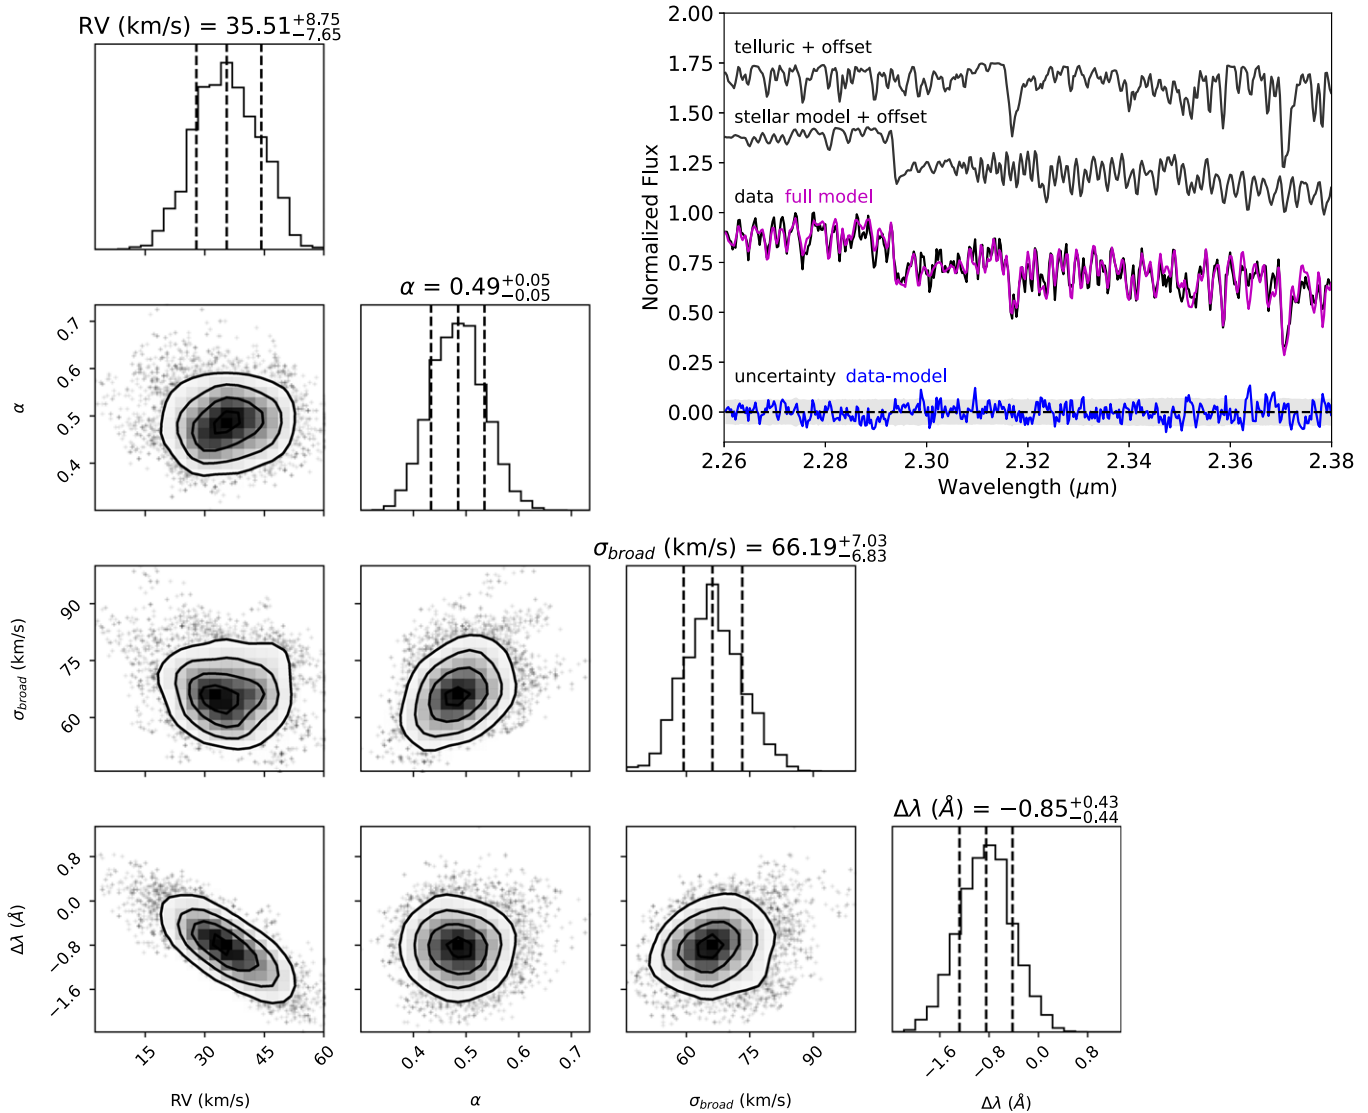 RV (km/s) = 35.51 +8.75 −7.65
2.00
telluric + offset
1.75
1.50
stellar model + offset
1.25
data full model
1.00
0.75
0.50
0.25
uncertainty data-model
0.00
Normalized Flux
2.26 2.28 2.30 2.32 2.34 2.36 2.38
Wavelength (μm)
α = 0.49 +0.05 −0.05
0.7
0.6
0.5
0.4
α
σbroad (km/s) = 66.19 +7.03 −6.83
90
75
60
σbroad (km/s)
Δλ (Å) = −0.85 +0.43 −0.44
0.8
0.0
−0.8
−1.6
Δλ (Å)
15 30 45 60
RV (km/s)
0.4 0.5 0.6 0.7
α
60 90
σbroad (km/s)
−1.6 −0.8 0.0 0.8
Δλ (Å)